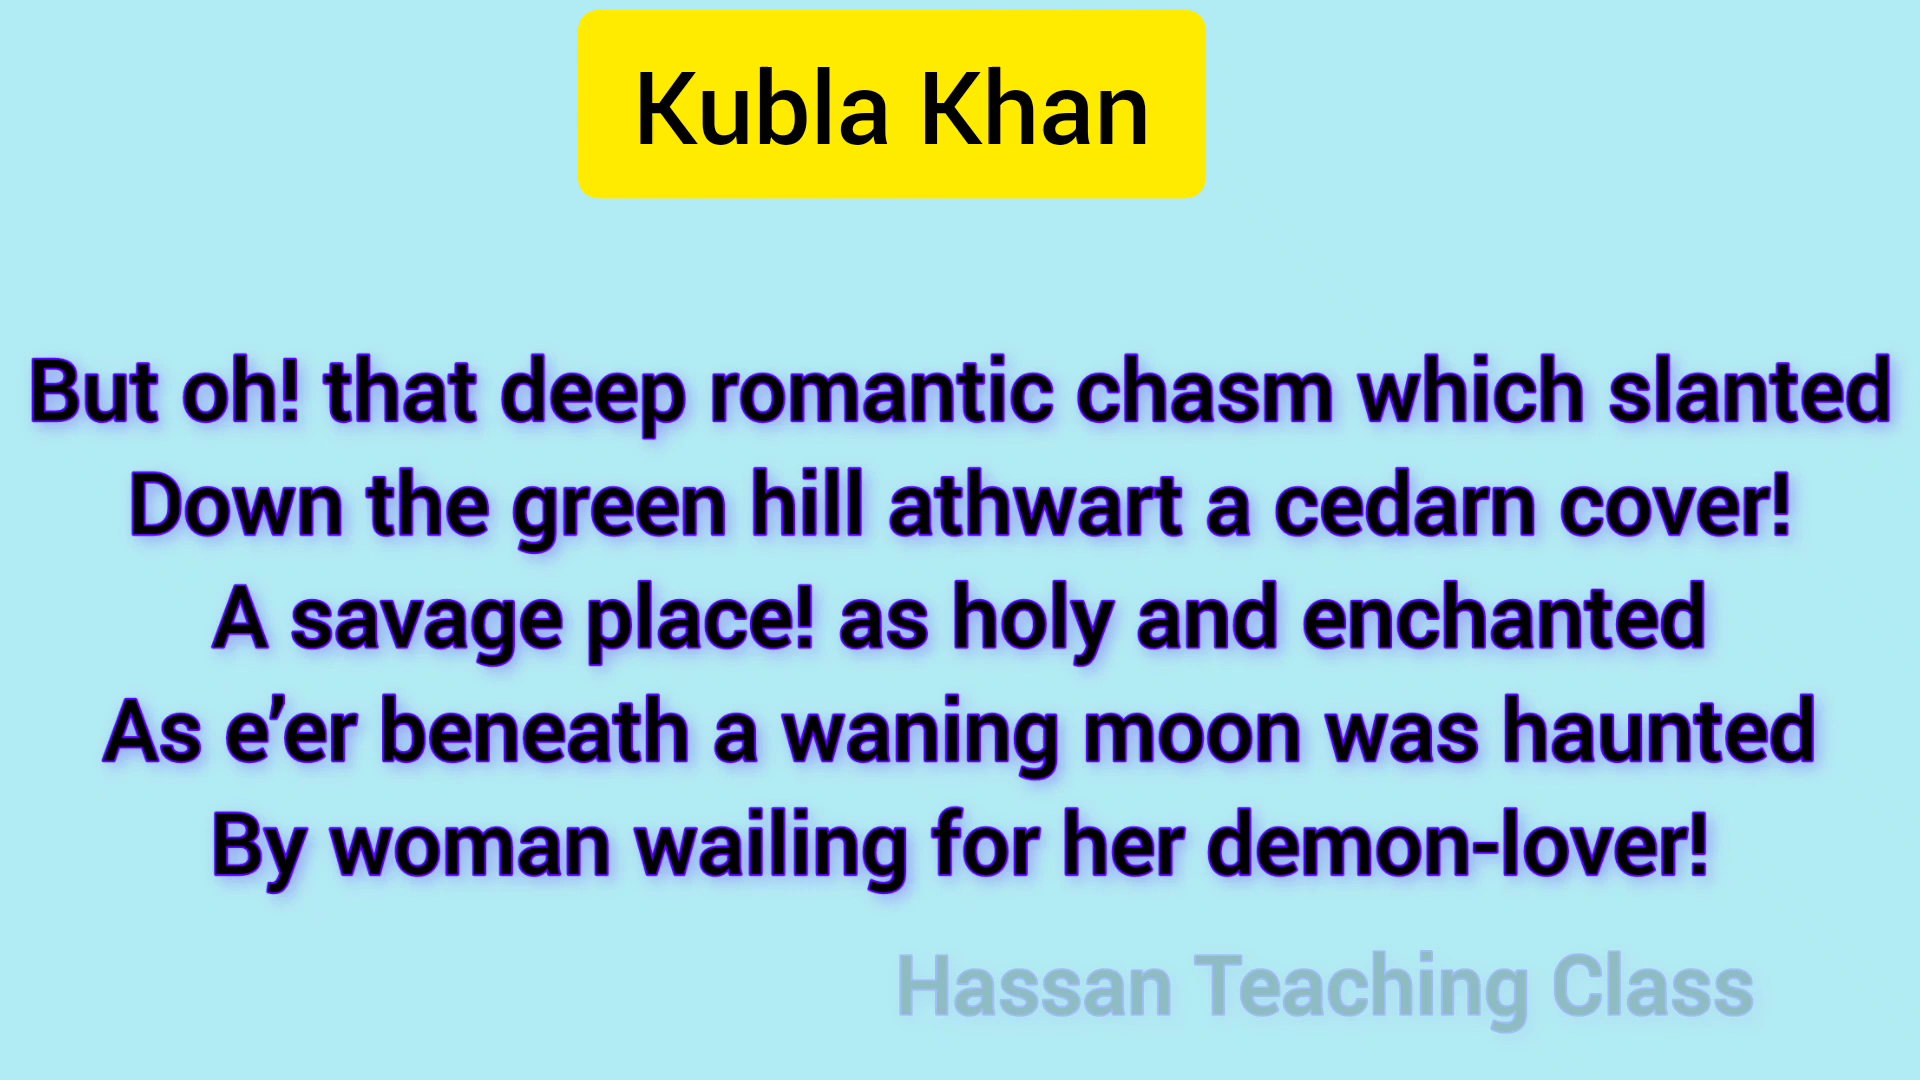 Kubla Khan
But oh! that deep romantic chasm which slanted
Down the green hill athwart a cedarn cover!
A savage place! as holy and enchanted
As e’er beneath a waning moon was haunted
By woman wailing for her demon-lover!
Hassan Teaching Class